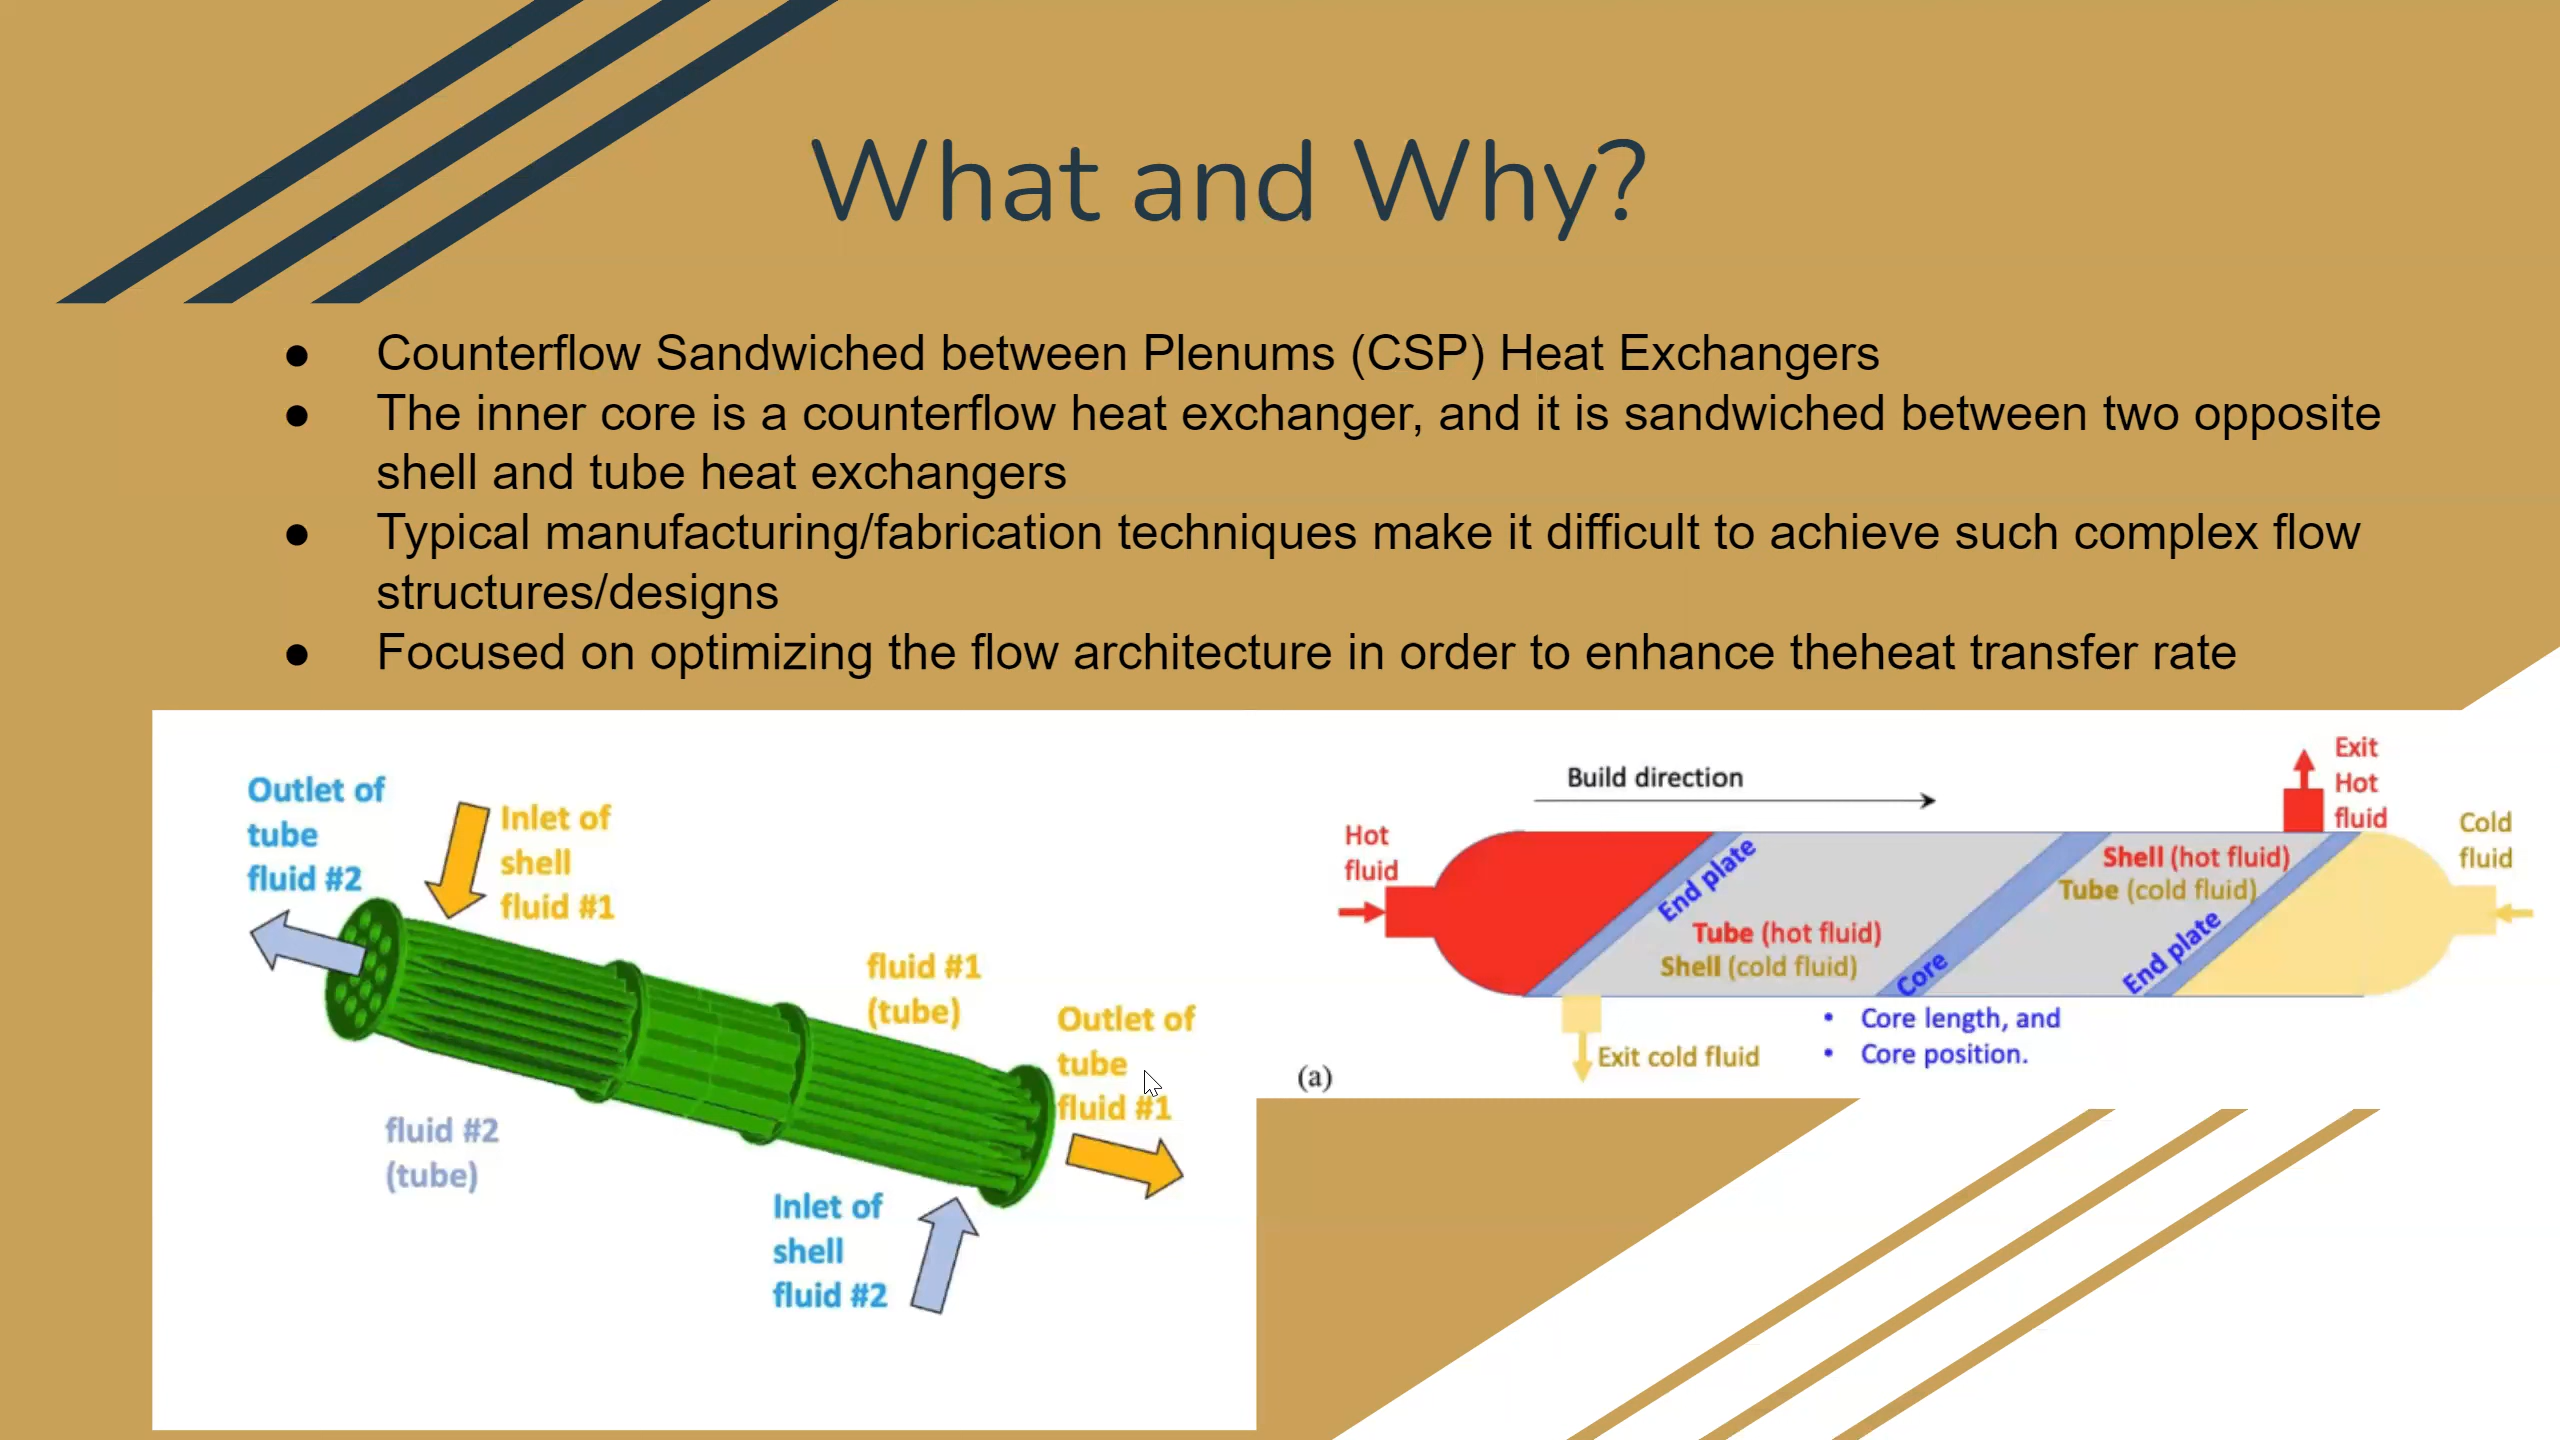 What and Why?
● Counterflow Sandwiched between Plenums (CSP) Heat Exchangers
● The inner core is a counterflow heat exchanger, and it is sandwiched between two opposite
shell and tube heat exchangers
● Typical manufacturing/fabrication techniques make it difficult to achieve such complex flow
structures/designs
● Focused on optimizing the flow architecture in order to enhance theheat transfer rate
Outlet of
tube
fluid #2
Inlet of
shell
fluid #1
fluid #1
(tube)
Outlet of
tube
fluid #1
fluid #2
(tube)
Inlet of
shell
fluid #2
Build direction
Hot
fluid
End plate
Tube (hot fluid)
Shell (cold fluid)
Core
Shell (hot fluid)
Tube (cold fluid)
End plate
Exit
Hot
fluid
Cold
fluid
Exit cold fluid
• Core length, and
• Core position.
(a)